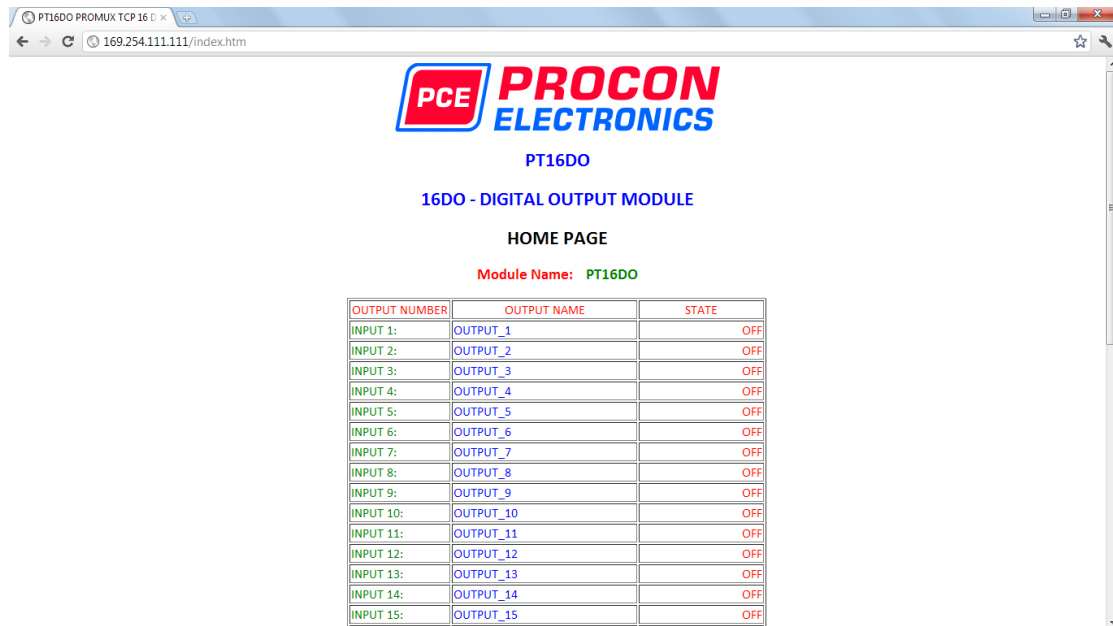 PT16DO PROMUX TCP 16 D
169.254.111.111/index.htm
PCE PROCON
ELECTRONICS
PT16DO
16DO - DIGITAL OUTPUT MODULE
HOME PAGE
Module Name: PT16DO
OUTPUT NUMBER OUTPUT NAME STATE
INPUT 1: OUTPUT_1 OFF
INPUT 2: OUTPUT_2 OFF
INPUT 3: OUTPUT_3 OFF
INPUT 4: OUTPUT_4 OFF
INPUT 5: OUTPUT_5 OFF
INPUT 6: OUTPUT_6 OFF
INPUT 7: OUTPUT_7 OFF
INPUT 8: OUTPUT_8 OFF
INPUT 9: OUTPUT_9 OFF
INPUT 10: OUTPUT_10 OFF
INPUT 11: OUTPUT_11 OFF
INPUT 12: OUTPUT_12 OFF
INPUT 13: OUTPUT_13 OFF
INPUT 14: OUTPUT_14 OFF
INPUT 15: OUTPUT_15 OFF